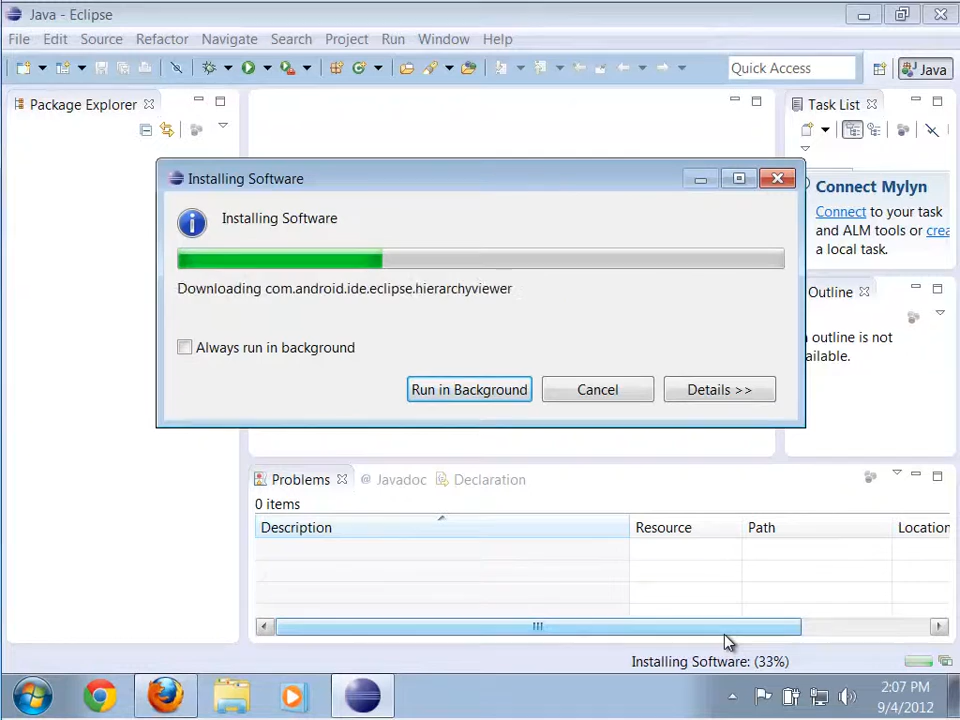 Java - Eclipse
File Edit Source Refactor Navigate Search Project Run Window Help
Quick Access
Java
Package Explorer
Task List
Connect Mylyn
Connect to your task
and ALM tools or crea
a local task.
Installing Software
Installing Software
Downloading com.android.ide.eclipse.hierarchyviewer
Always run in background
Run in Background
Cancel
Details >>
Outline
outline is not
ailable.
Problems @ Javadoc Declaration
0 items
Description Resource Path Location
Installing Software: (33%)
2:07 PM
9/4/2012